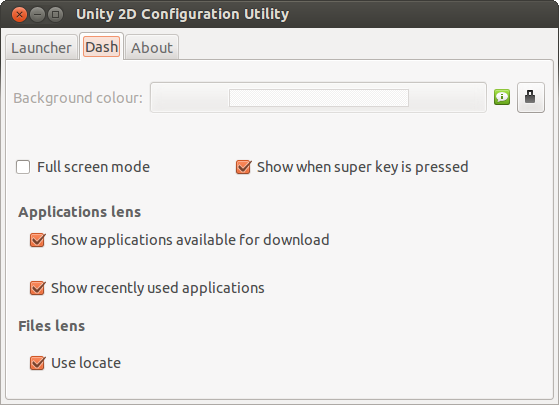 Unity 2D Configuration Utility
Launcher Dash About
Background colour:
Full screen mode Show when super key is pressed
Applications lens
Show applications available for download
Show recently used applications
Files lens
Use locate